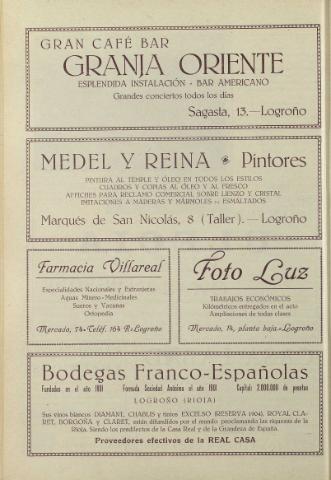 GRAN CAFÉ BAR
GRANJA ORIENTE
ESPLENDIDA INSTALACIÓN - BAR AMERICANO
Grandes conciertos todos los días
Sagasta, 13.—Logroño
MEDEL Y REINA Pintores
PINTURA AL TEMPLE Y ÓLEO EN TODOS LOS ESTILOS
CUADROS Y COPIAS AL ÓLEO Y AL FRESCO
AFFICHES PARA RECLAMO COMERCIAL SOBRE LIENZO Y CRISTAL
IMITACIONES A MADERAS Y MÁRMOLES ESMALTADOS
Marqués de San Nicolás, 8 (Taller).—Logroño
Farmacia Villareal
Especialidades Nacionales y Extranjeras
Aguas Minero-Medicinales
Sueros y Vacunas
Ortopedia
Mercado, 74-Teléf. 164 R-Logroño
Foto Luz
TRABAJOS ECONÓMICOS
Kilométricos entregados en el acto
Ampliaciones de todas clases
Mercado, 14, planta baja-Logroño
Bodegas Franco-Españolas
Fundadas en el año 1901 Formada Sociedad Anónima el año 1901 Capital: 2.000.000 de pesetas
LOGROÑO (RIOJA)
Sus vinos blancos DIAMANT, CHABLIS y tintos EXCELSO (RESERVA 1904), ROYAL CLA-
RET, BORGOÑA y CLARET, están difundidos por el mundo proclamando las riquezas de la
Rioja. Siendo los predilectos de la Casa Real y de la Grandeza de España.
Proveedores efectivos de la REAL CASA